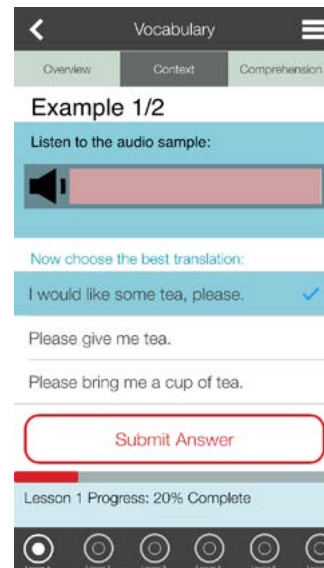 Vocabulary
Overview Context Comprehension
Example 1/2
Listen to the audio sample:
Now choose the best translation:
I would like some tea, please.
Please give me tea.
Please bring me a cup of tea.
Submit Answer
Lesson 1 Progress: 20% Complete